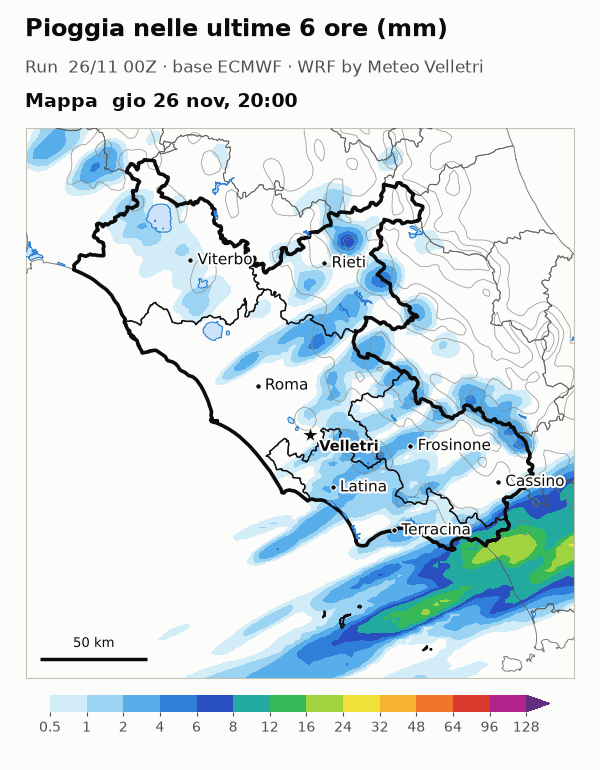 Pioggia nelle ultime 6 ore (mm)
Run  26/11 00Z · base ECMWF · WRF by Meteo Velletri
Mappa  gio 26 nov, 20:00
Viterbo
Rieti
Roma
Velletri
Frosinone
Latina
Cassino
Terracina
50 km
0.5 1 2 4 6 8 12 16 24 32 48 64 96 128